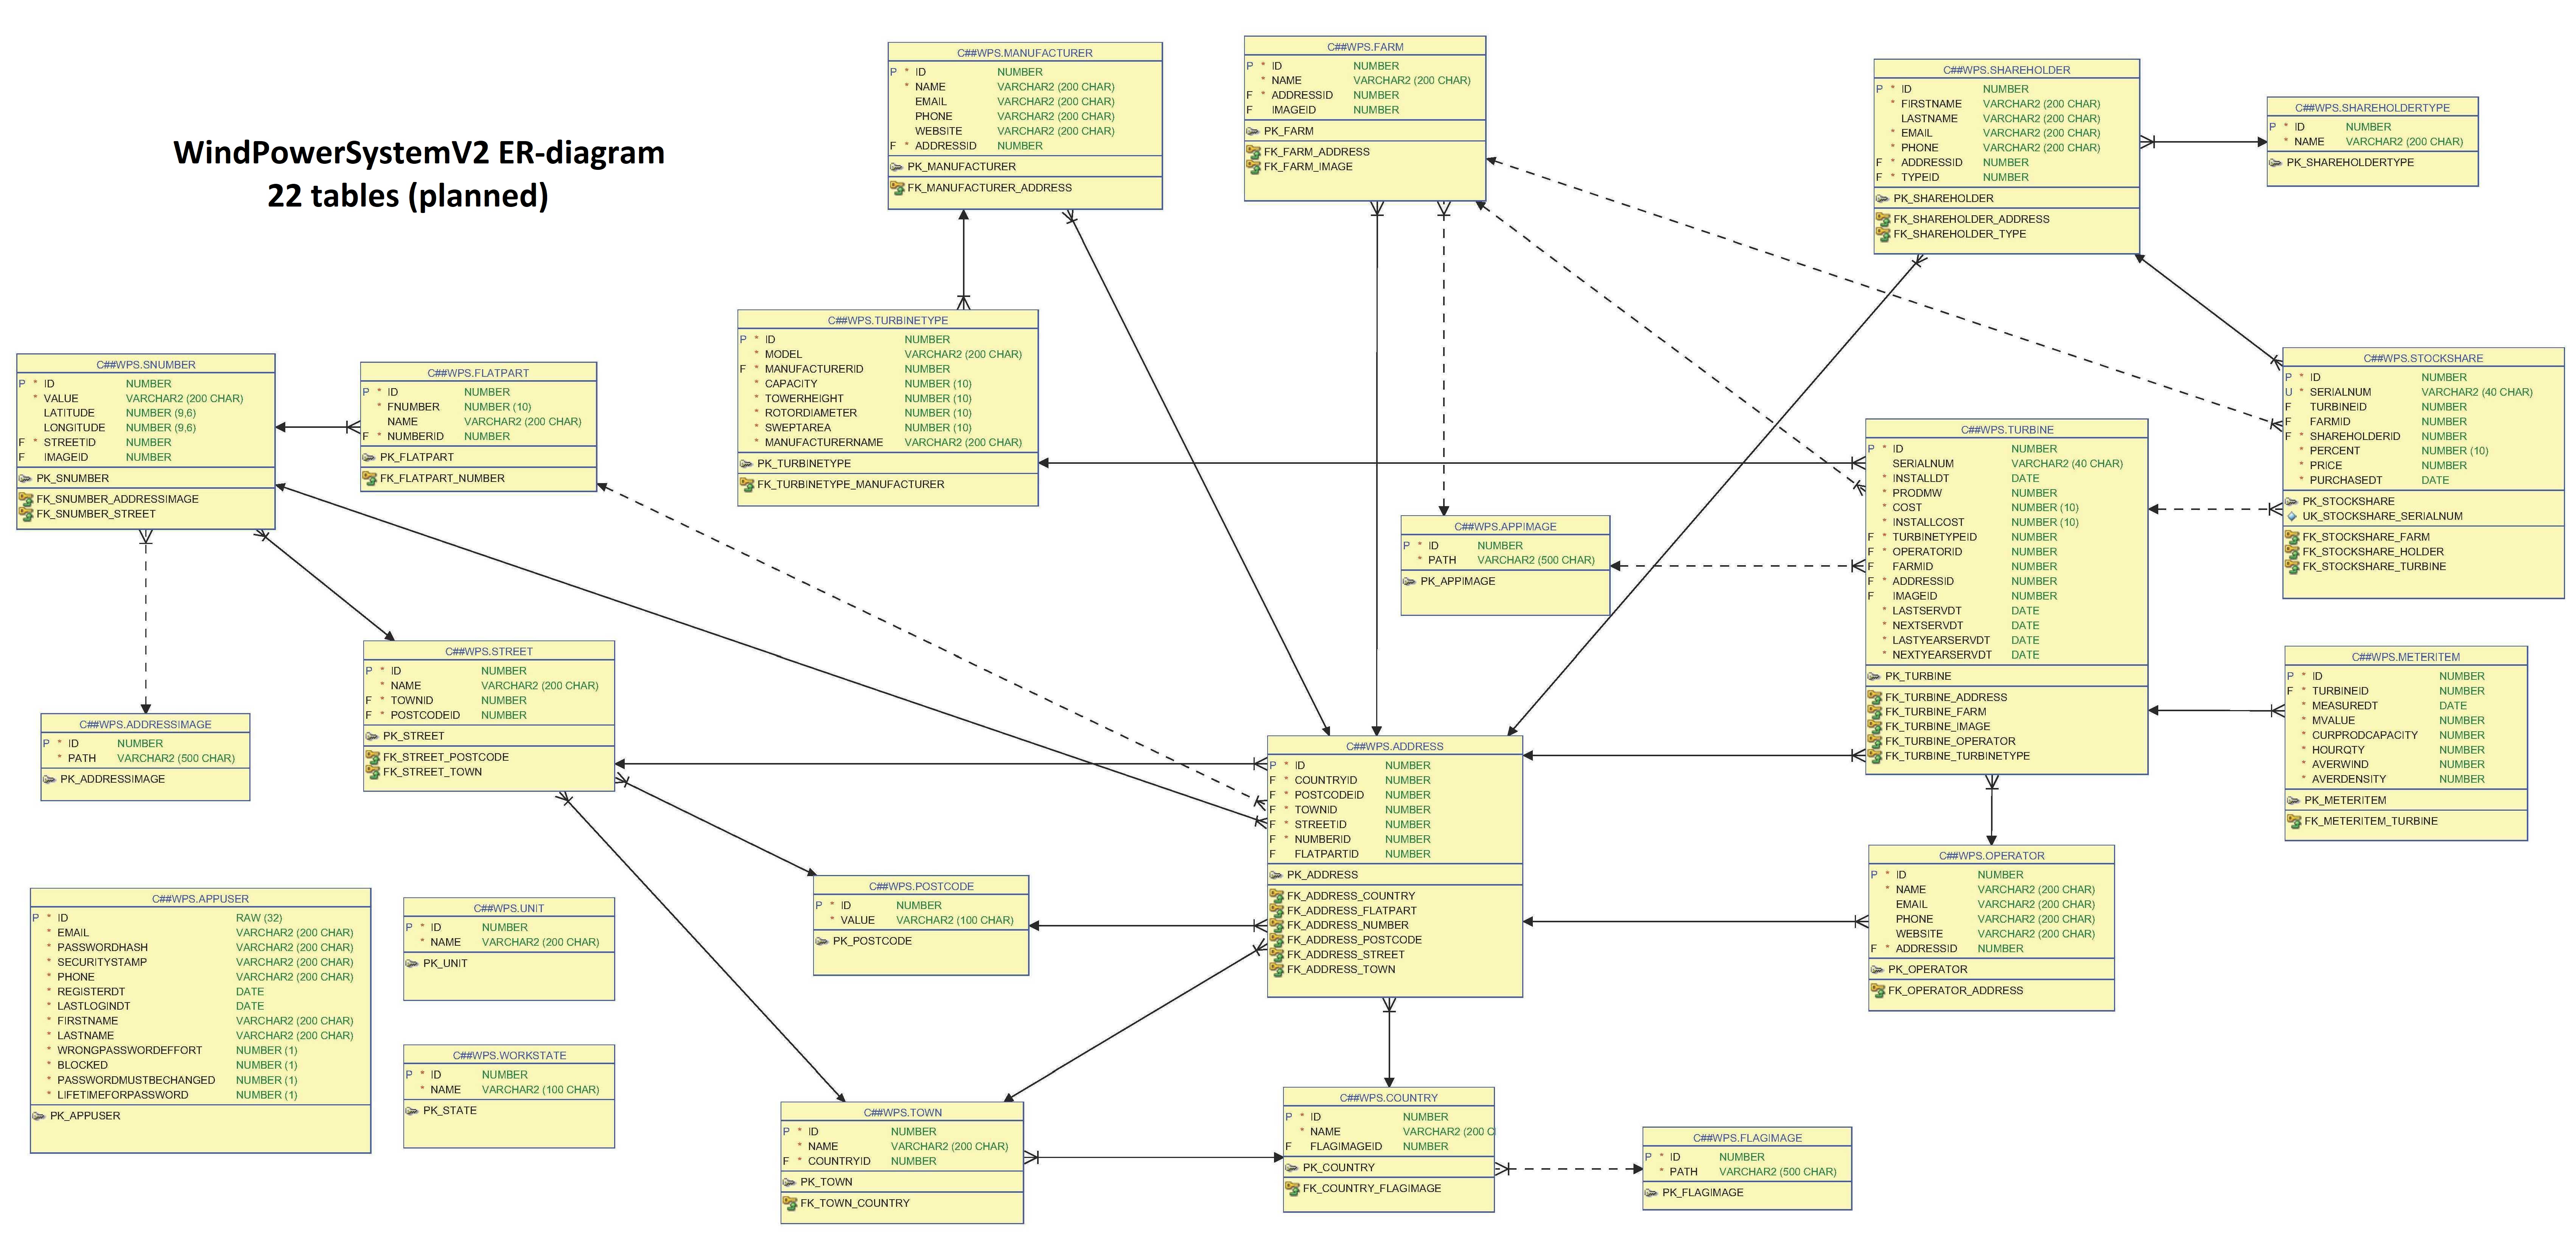 WindPowerSystemV2 ER-diagram
22 tables (planned)
C##WPS.MANUFACTURER
P * ID NUMBER
* NAME VARCHAR2 (200 CHAR)
EMAIL VARCHAR2 (200 CHAR)
PHONE VARCHAR2 (200 CHAR)
WEBSITE VARCHAR2 (200 CHAR)
F * ADDRESSID NUMBER
PK_MANUFACTURER
FK_MANUFACTURER_ADDRESS
C##WPS.FARM
P * ID NUMBER
* NAME VARCHAR2 (200 CHAR)
F * ADDRESSID NUMBER
F IMAGEID NUMBER
PK_FARM
FK_FARM_ADDRESS
FK_FARM_IMAGE
C##WPS.SHAREHOLDER
P * ID NUMBER
* FIRSTNAME VARCHAR2 (200 CHAR)
LASTNAME VARCHAR2 (200 CHAR)
* EMAIL VARCHAR2 (200 CHAR)
* PHONE VARCHAR2 (200 CHAR)
F * ADDRESSID NUMBER
F * TYPEID NUMBER
PK_SHAREHOLDER
FK_SHAREHOLDER_ADDRESS
FK_SHAREHOLDER_TYPE
C##WPS.SHAREHOLDERTYPE
P * ID NUMBER
* NAME VARCHAR2 (200 CHAR)
PK_SHAREHOLDERTYPE
C##WPS.SNUMBER
P * ID NUMBER
* VALUE VARCHAR2 (200 CHAR)
LATITUDE NUMBER (9,6)
LONGITUDE NUMBER (9,6)
F * STREETID NUMBER
F IMAGEID NUMBER
PK_SNUMBER
FK_SNUMBER_ADDRESSIMAGE
FK_SNUMBER_STREET
C##WPS.FLATPART
P * ID NUMBER
* FNUMBER NUMBER (10)
NAME VARCHAR2 (200 CHAR)
F * NUMBERID NUMBER
PK_FLATPART
FK_FLATPART_NUMBER
C##WPS.TURBINETYPE
P * ID NUMBER
* MODEL VARCHAR2 (200 CHAR)
F * MANUFACTURERID NUMBER
* CAPACITY NUMBER (10)
* TOWERHEIGHT NUMBER (10)
* ROTORDIAMETER NUMBER (10)
* SWEPTAREA NUMBER (10)
* MANUFACTURERNAME VARCHAR2 (200 CHAR)
PK_TURBINETYPE
FK_TURBINETYPE_MANUFACTURER
C##WPS.STOCKSHARE
P * ID NUMBER
U * SERIALNUM VARCHAR2 (40 CHAR)
F TURBINEID NUMBER
F FARMID NUMBER
F * SHAREHOLDERID NUMBER
* PERCENT NUMBER (10)
* PRICE NUMBER
* PURCHASEDT DATE
PK_STOCKSHARE
UK_STOCKSHARE_SERIALNUM
FK_STOCKSHARE_FARM
FK_STOCKSHARE_HOLDER
FK_STOCKSHARE_TURBINE
C##WPS.TURBINE
P * ID NUMBER
SERIALNUM VARCHAR2 (40 CHAR)
* INSTALLDT DATE
* PRODMW NUMBER
* COST NUMBER (10)
* INSTALLCOST NUMBER (10)
F * TURBINETYPEID NUMBER
F * OPERATORID NUMBER
F FARMID NUMBER
F * ADDRESSID NUMBER
F IMAGEID NUMBER
* LASTSERVDT DATE
* NEXTSERVDT DATE
* LASTYEARSERVDT DATE
* NEXTYEARSERVDT DATE
PK_TURBINE
FK_TURBINE_ADDRESS
FK_TURBINE_FARM
FK_TURBINE_IMAGE
FK_TURBINE_OPERATOR
FK_TURBINE_TURBINETYPE
C##WPS.APPIMAGE
P * ID NUMBER
* PATH VARCHAR2 (500 CHAR)
PK_APPIMAGE
C##WPS.STREET
P * ID NUMBER
* NAME VARCHAR2 (200 CHAR)
F * TOWNID NUMBER
F * POSTCODEID NUMBER
PK_STREET
FK_STREET_POSTCODE
FK_STREET_TOWN
C##WPS.METERITEM
P * ID NUMBER
F * TURBINEID NUMBER
* MEASUREDT DATE
* MVALUE NUMBER
* CURPRODCAPACITY NUMBER
* HOURQTY NUMBER
* AVERWIND NUMBER
* AVERDENSITY NUMBER
PK_METERITEM
FK_METERITEM_TURBINE
C##WPS.ADDRESSIMAGE
P * ID NUMBER
* PATH VARCHAR2 (500 CHAR)
PK_ADDRESSIMAGE
C##WPS.ADDRESS
P * ID NUMBER
F * COUNTRYID NUMBER
F * POSTCODEID NUMBER
F * TOWNID NUMBER
F * STREETID NUMBER
F * NUMBERID NUMBER
F FLATPARTID NUMBER
PK_ADDRESS
FK_ADDRESS_COUNTRY
FK_ADDRESS_FLATPART
FK_ADDRESS_NUMBER
FK_ADDRESS_POSTCODE
FK_ADDRESS_STREET
FK_ADDRESS_TOWN
C##WPS.OPERATOR
P * ID NUMBER
* NAME VARCHAR2 (200 CHAR)
EMAIL VARCHAR2 (200 CHAR)
PHONE VARCHAR2 (200 CHAR)
WEBSITE VARCHAR2 (200 CHAR)
F * ADDRESSID NUMBER
PK_OPERATOR
FK_OPERATOR_ADDRESS
C##WPS.POSTCODE
P * ID NUMBER
* VALUE VARCHAR2 (100 CHAR)
PK_POSTCODE
C##WPS.APPUSER
P * ID RAW (32)
* EMAIL VARCHAR2 (200 CHAR)
* PASSWORDHASH VARCHAR2 (200 CHAR)
* SECURITYSTAMP VARCHAR2 (200 CHAR)
* PHONE VARCHAR2 (200 CHAR)
* REGISTERDT DATE
* LASTLOGINDT DATE
* FIRSTNAME VARCHAR2 (200 CHAR)
* LASTNAME VARCHAR2 (200 CHAR)
* WRONGPASSWORDEFFORT NUMBER (1)
* BLOCKED NUMBER (1)
* PASSWORDMUSTBECHANGED NUMBER (1)
* LIFETIMEFORPASSWORD NUMBER (1)
PK_APPUSER
C##WPS.UNIT
P * ID NUMBER
* NAME VARCHAR2 (200 CHAR)
PK_UNIT
C##WPS.WORKSTATE
P * ID NUMBER
* NAME VARCHAR2 (100 CHAR)
PK_STATE
C##WPS.TOWN
P * ID NUMBER
* NAME VARCHAR2 (200 CHAR)
F * COUNTRYID NUMBER
PK_TOWN
FK_TOWN_COUNTRY
C##WPS.COUNTRY
P * ID NUMBER
* NAME VARCHAR2 (200 C
F FLAGIMAGEID NUMBER
PK_COUNTRY
FK_COUNTRY_FLAGIMAGE
C##WPS.FLAGIMAGE
P * ID NUMBER
* PATH VARCHAR2 (500 CHAR)
PK_FLAGIMAGE